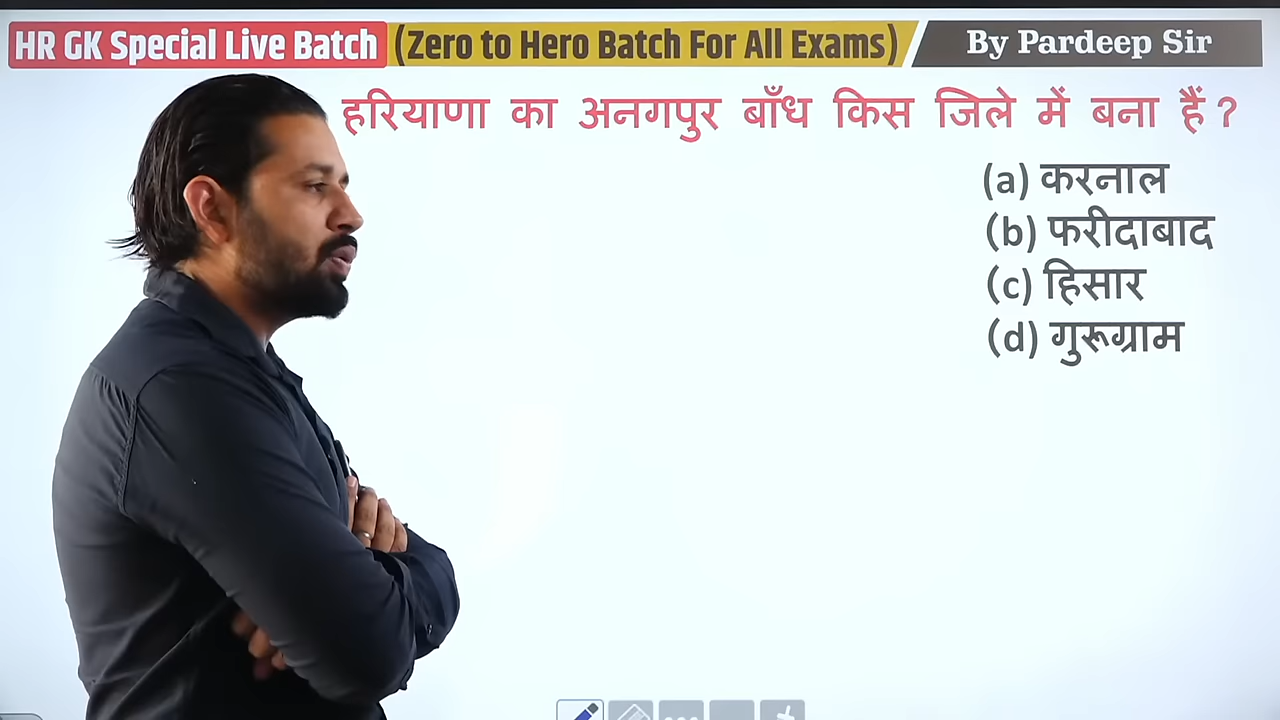 HR GK Special Live Batch (Zero to Hero Batch For All Exams) By Pardeep Sir
हरियाणा का अनगपुर बाँध किस जिले में बना हैं ?
(a) करनाल
(b) फरीदाबाद
(c) हिसार
(d) गुरूग्राम